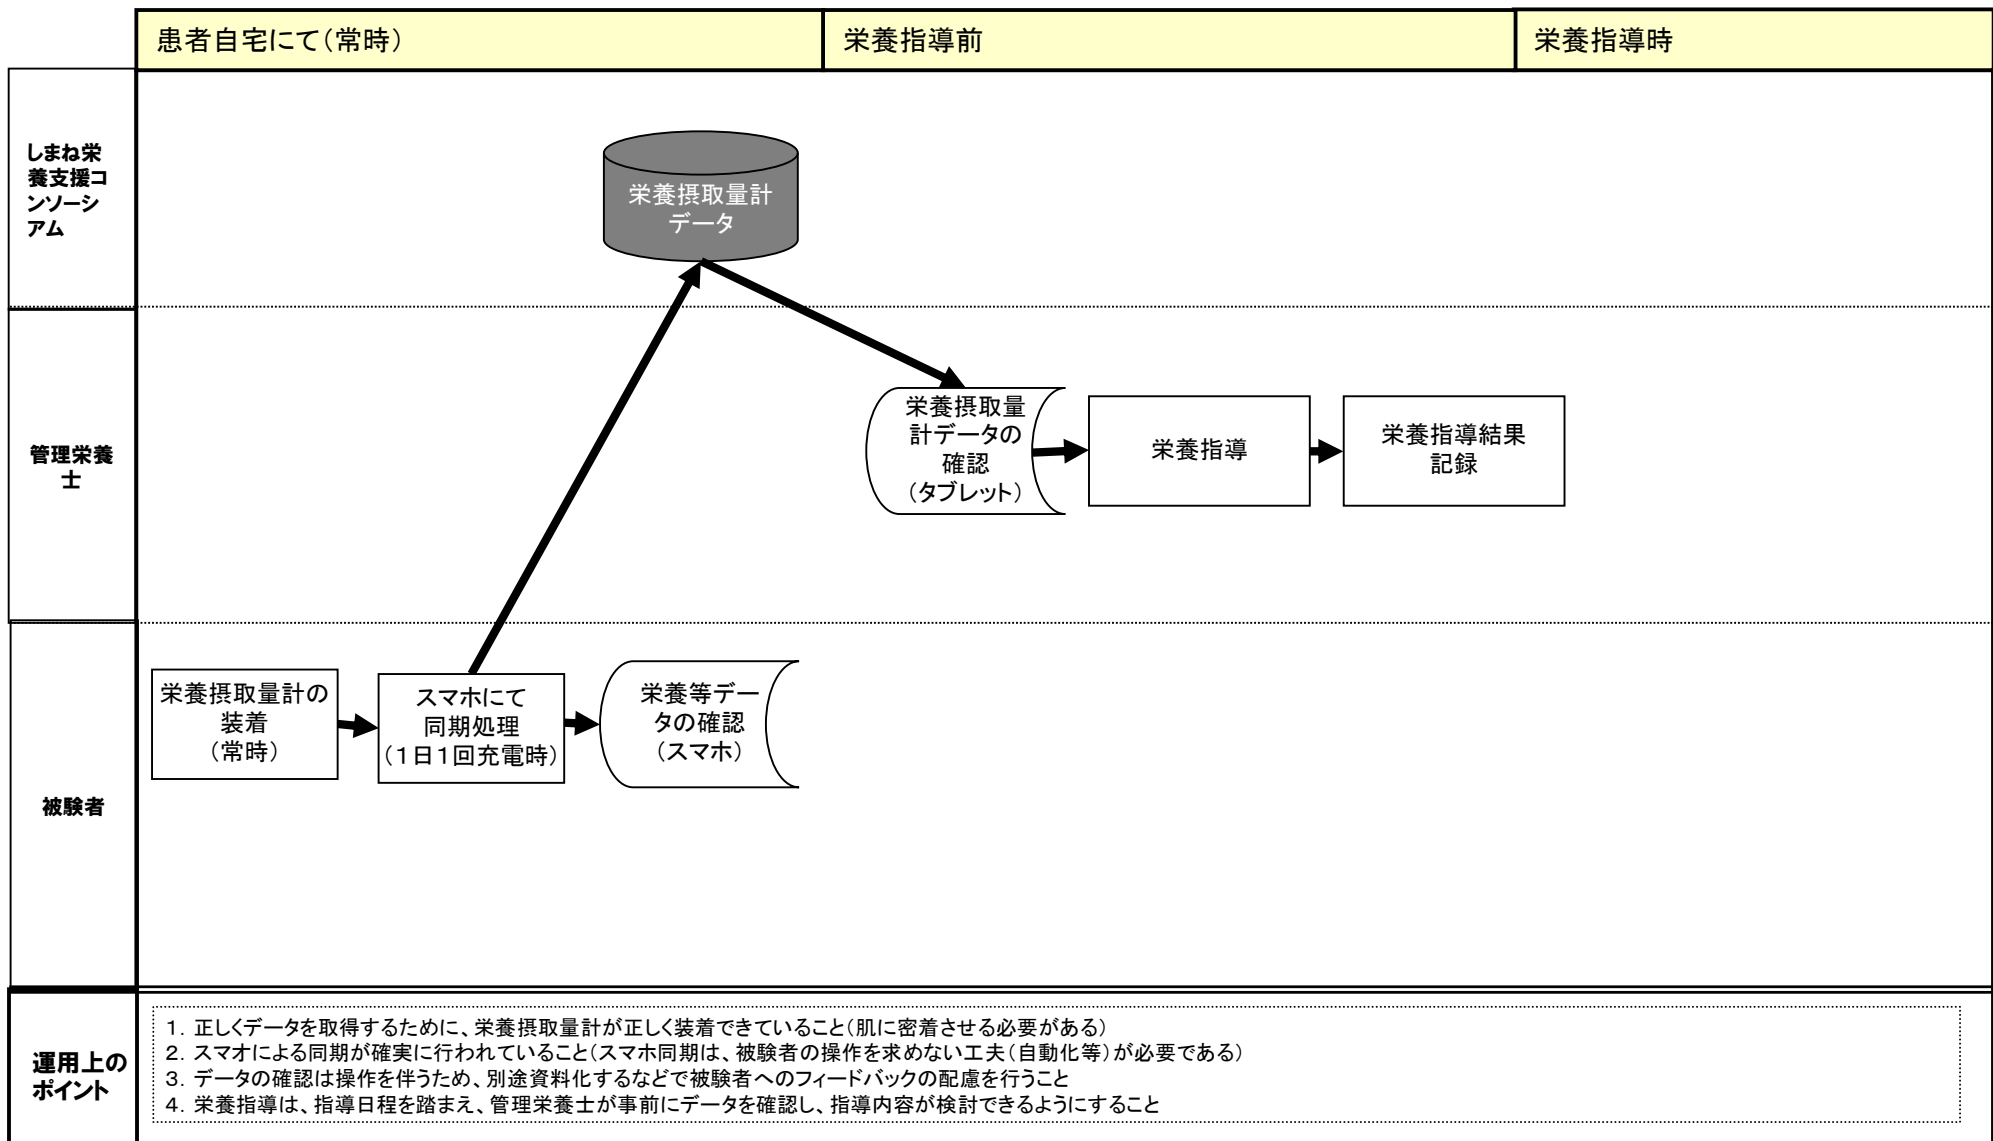 患者自宅にて（常時）
栄養指導前
栄養指導時
しまね栄
養支援コ
ンソーシ
アム
栄養摂取量計
データ
管理栄養
士
栄養摂取量
計データの
確認
（タブレット）
栄養指導
栄養指導結果
記録
被験者
栄養摂取量計の
装着
（常時）
スマホにて
同期処理
（１日１回充電時）
栄養等デー
タの確認
（スマホ）
運用上の
ポイント
１．正しくデータを取得するために、栄養摂取量計が正しく装着できていること（肌に密着させる必要がある）
２．スマオによる同期が確実に行われていること（スマホ同期は、被験者の操作を求めない工夫（自動化等）が必要である）
３．データの確認は操作を伴うため、別途資料化するなどで被験者へのフィードバックの配慮を行うこと
４．栄養指導は、指導日程を踏まえ、管理栄養士が事前にデータを確認し、指導内容が検討できるようにすること